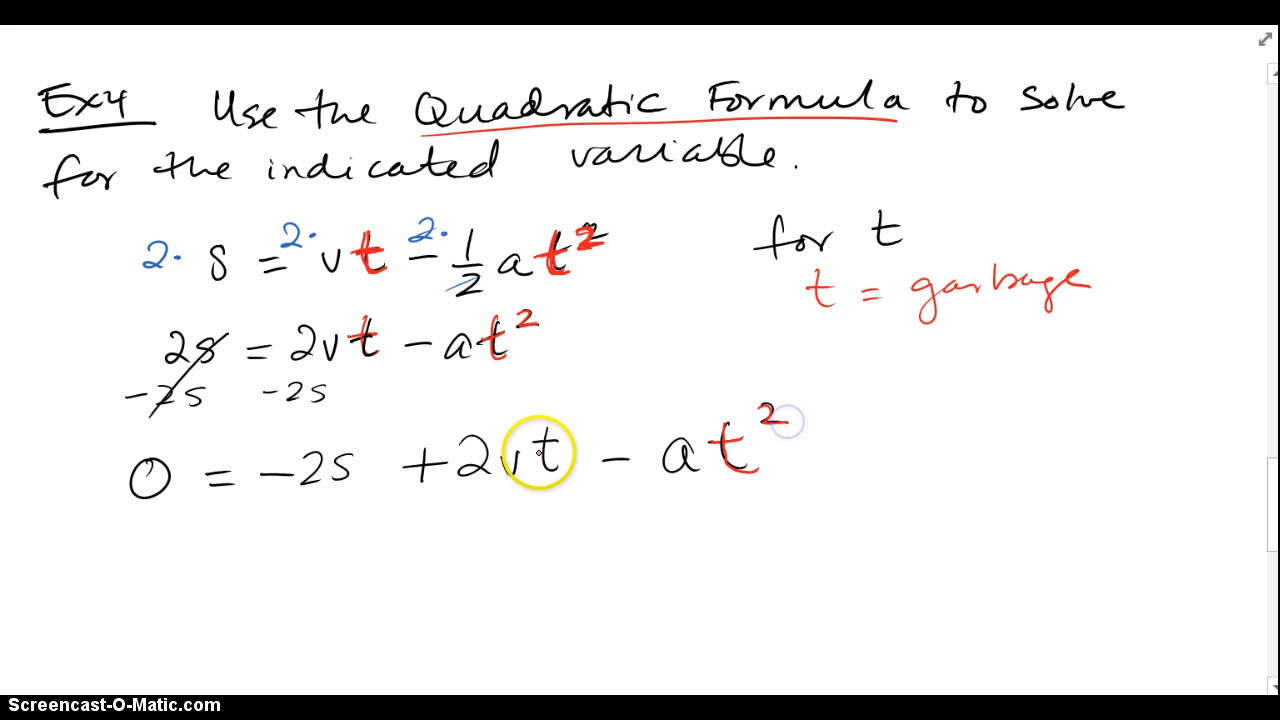 Ex4 Use the Quadratic Formula to solve
for the indicated variable.
2· s = 2· vt - 2· 1/2 at² for t
t = garbage
2s = 2vt - at²
-2s -2s
0 = -2s + 2vt - at²
Screencast-O-Matic.com